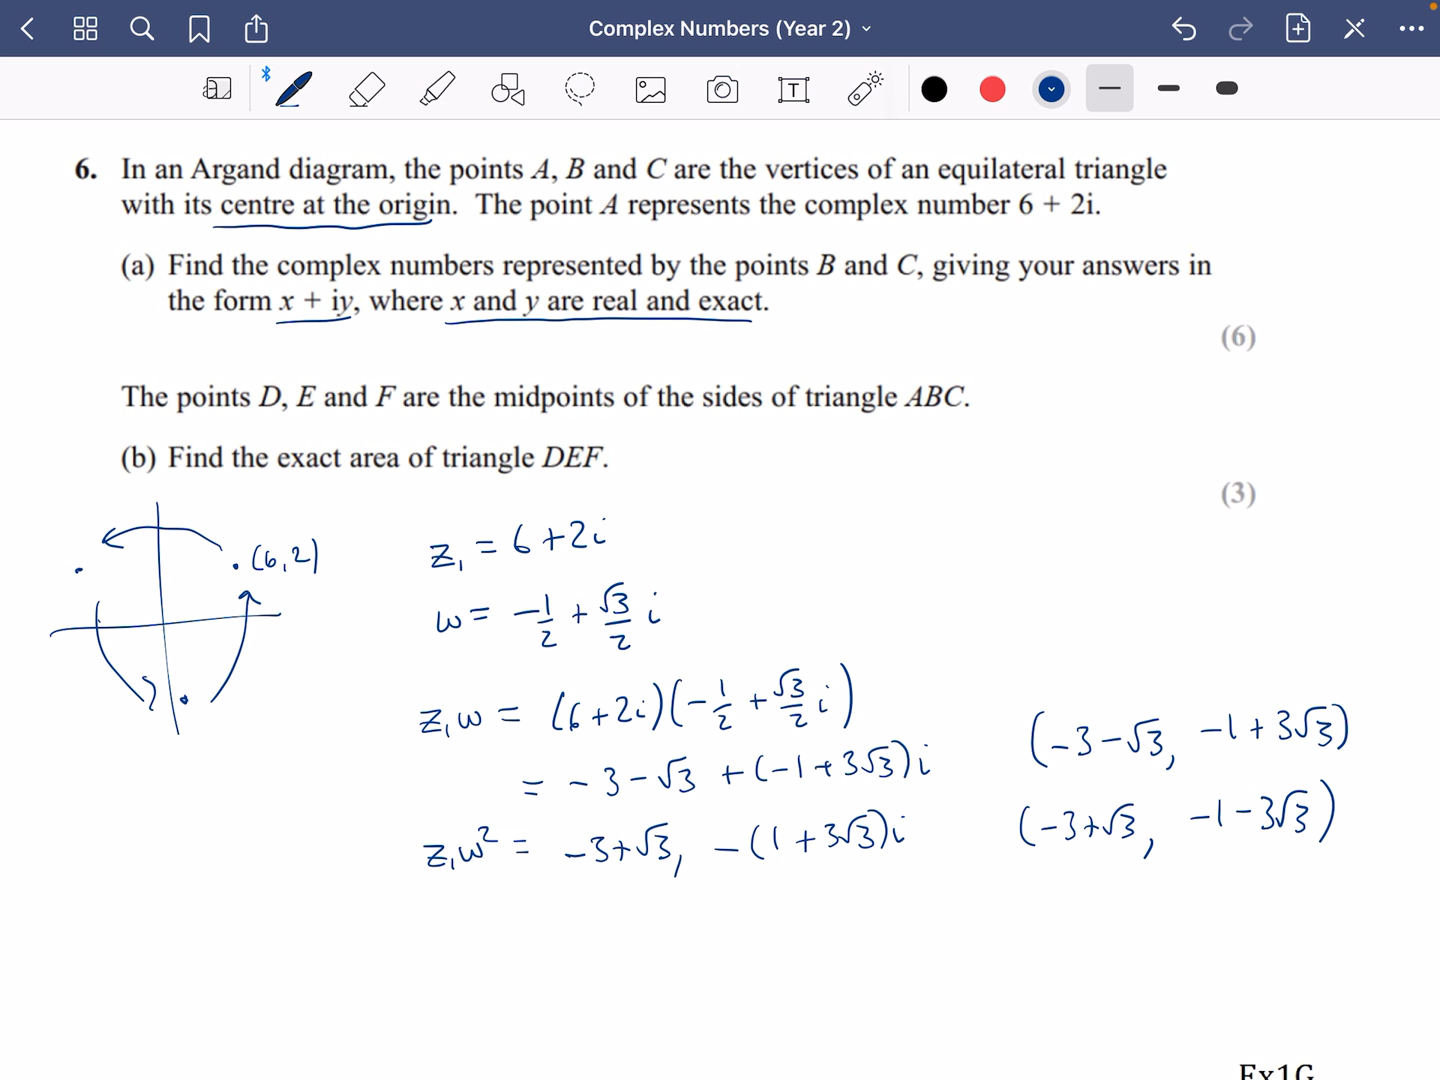 Complex Numbers (Year 2)
6. In an Argand diagram, the points A, B and C are the vertices of an equilateral triangle
with its centre at the origin. The point A represents the complex number 6 + 2i.
(a) Find the complex numbers represented by the points B and C, giving your answers in
the form x + iy, where x and y are real and exact.
(6)
The points D, E and F are the midpoints of the sides of triangle ABC.
(b) Find the exact area of triangle DEF.
(3)
(6,2)
z₁ = 6 + 2i
w = -1/2 + √3/2 i
z₁w = (6+2i)(-1/2 + √3/2 i)
= -3-√3 + (-1+3√3)i
(-3-√3, -1+3√3)
z₁w² = -3+√3, -(1+3√3)i
(-3+√3, -1-3√3)
Ex1G